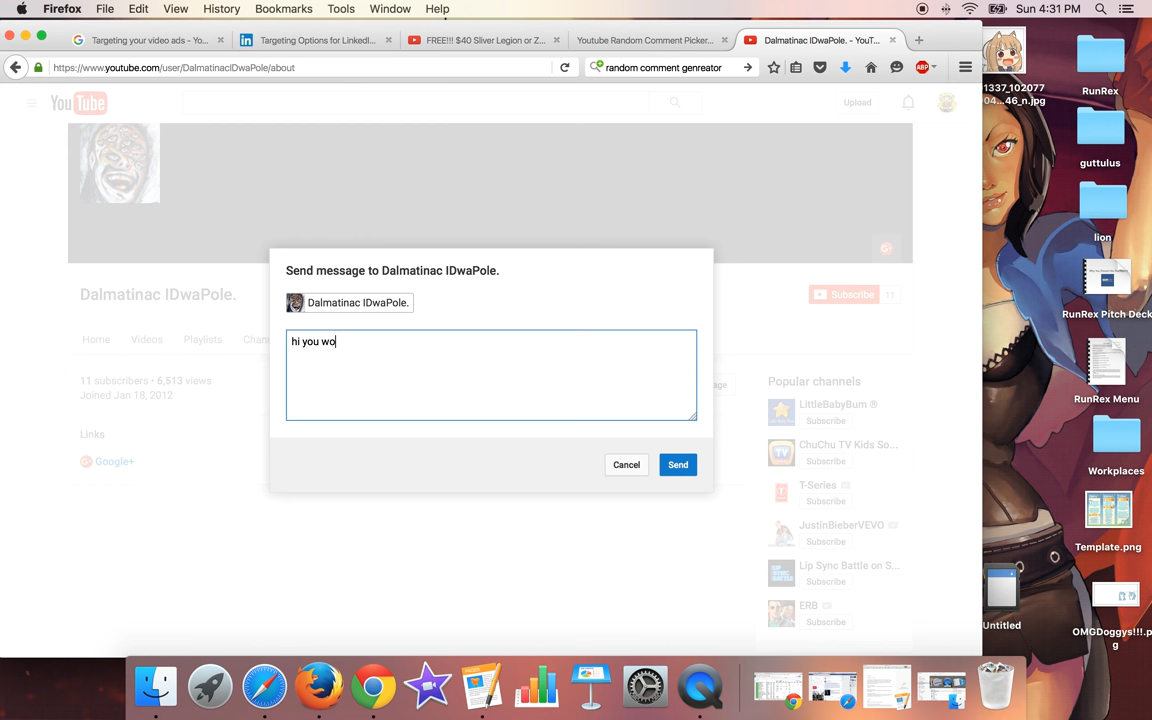 Firefox File Edit View History Bookmarks Tools Window Help
Sun 4:31 PM
Targeting your video ads - Yo...
Targeting Options for LinkedI...
FREE!!! $40 Sliver Legion or Z...
Youtube Random Comment Picker...
Dalmatinac IDwaPole. - YouT...
https://www.youtube.com/user/DalmatinacIDwaPole/about
random comment genreator
ABP
YouTube
Upload
Send message to Dalmatinac IDwaPole.
Dalmatinac IDwaPole.
hi you wo
Cancel
Send
Dalmatinac IDwaPole.
Subscribe 11
Home Videos Playlists Chan
11 subscribers • 6,513 views
Joined Jan 18, 2012
Links
Google+
age
Popular channels
LittleBabyBum ®
Subscribe
ChuChu TV Kids So...
Subscribe
T-Series
Subscribe
JustinBieberVEVO
Subscribe
Lip Sync Battle on S...
Subscribe
ERB
Subscribe
1337_102077
04...46_n.jpg
RunRex
guttulus
lion
RunRex Pitch Deck
RunRex Menu
Workplaces
Template.png
Untitled
OMGDoggys!!!.p
g